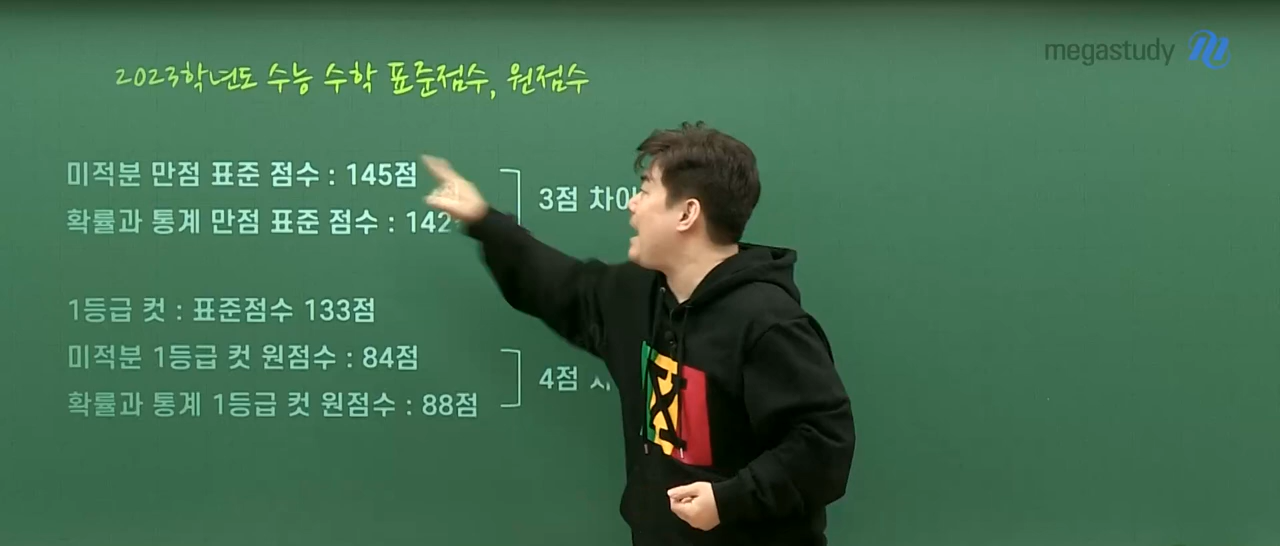 megastudy
2023학년도 수능 수학 표준점수, 원점수
미적분 만점 표준 점수 : 145점
확률과 통계 만점 표준 점수 : 142
3점 차이
1등급 컷 : 표준점수 133점
미적분 1등급 컷 원점수 : 84점
확률과 통계 1등급 컷 원점수 : 88점
4점